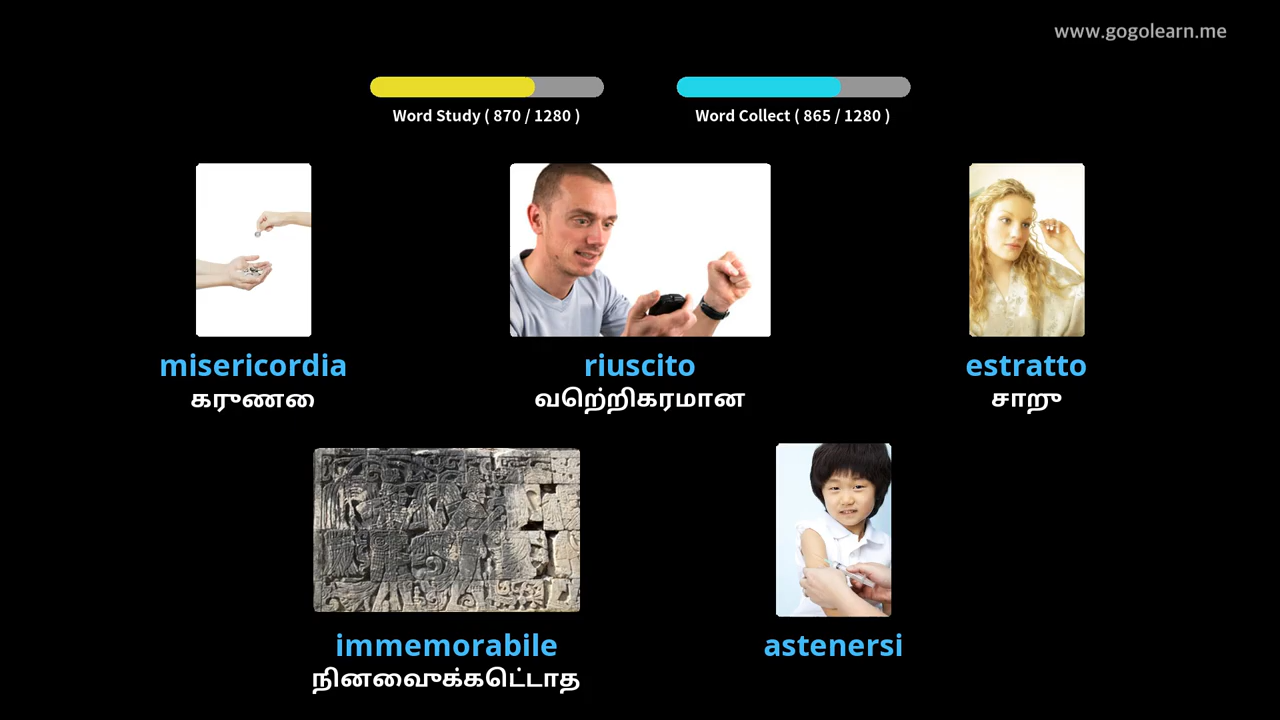 www.gogolearn.me
Word Study ( 870 / 1280 )
Word Collect ( 865 / 1280 )
misericordia
கருணை
riuscito
வெற்றிகரமான
estratto
சாறு
immemorabile
நினைவுக்கெட்டாத
astenersi